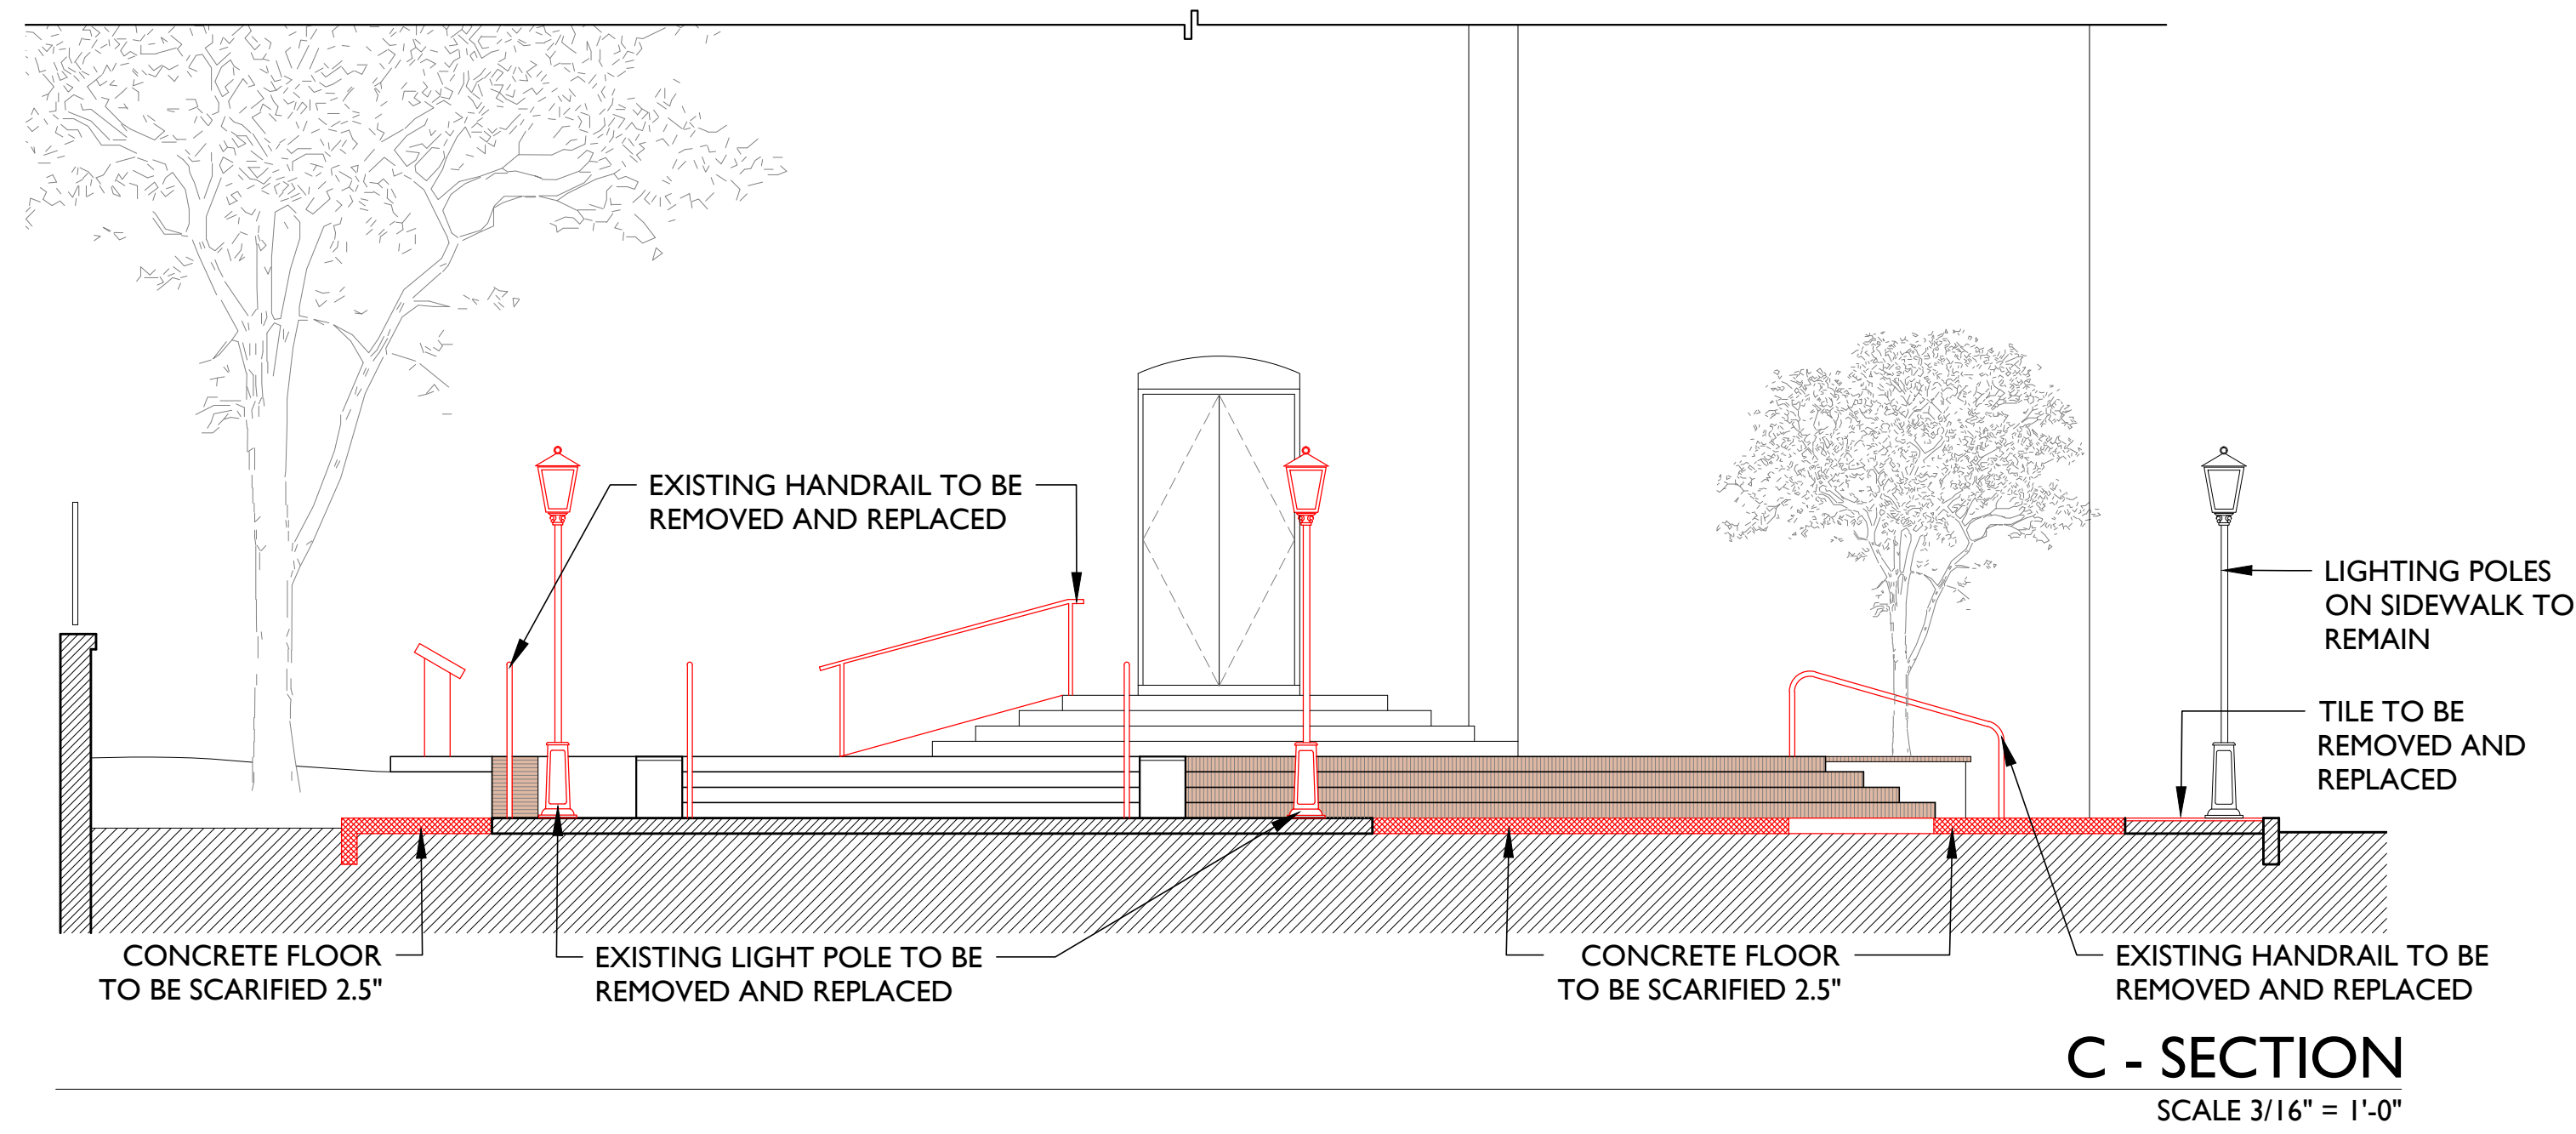 EXISTING HANDRAIL TO BE
REMOVED AND REPLACED
LIGHTING POLES
ON SIDEWALK TO
REMAIN
TILE TO BE
REMOVED AND
REPLACED
CONCRETE FLOOR
TO BE SCARIFIED 2.5"
EXISTING LIGHT POLE TO BE
REMOVED AND REPLACED
CONCRETE FLOOR
TO BE SCARIFIED 2.5"
EXISTING HANDRAIL TO BE
REMOVED AND REPLACED
C - SECTION
SCALE 3/16" = 1'-0"